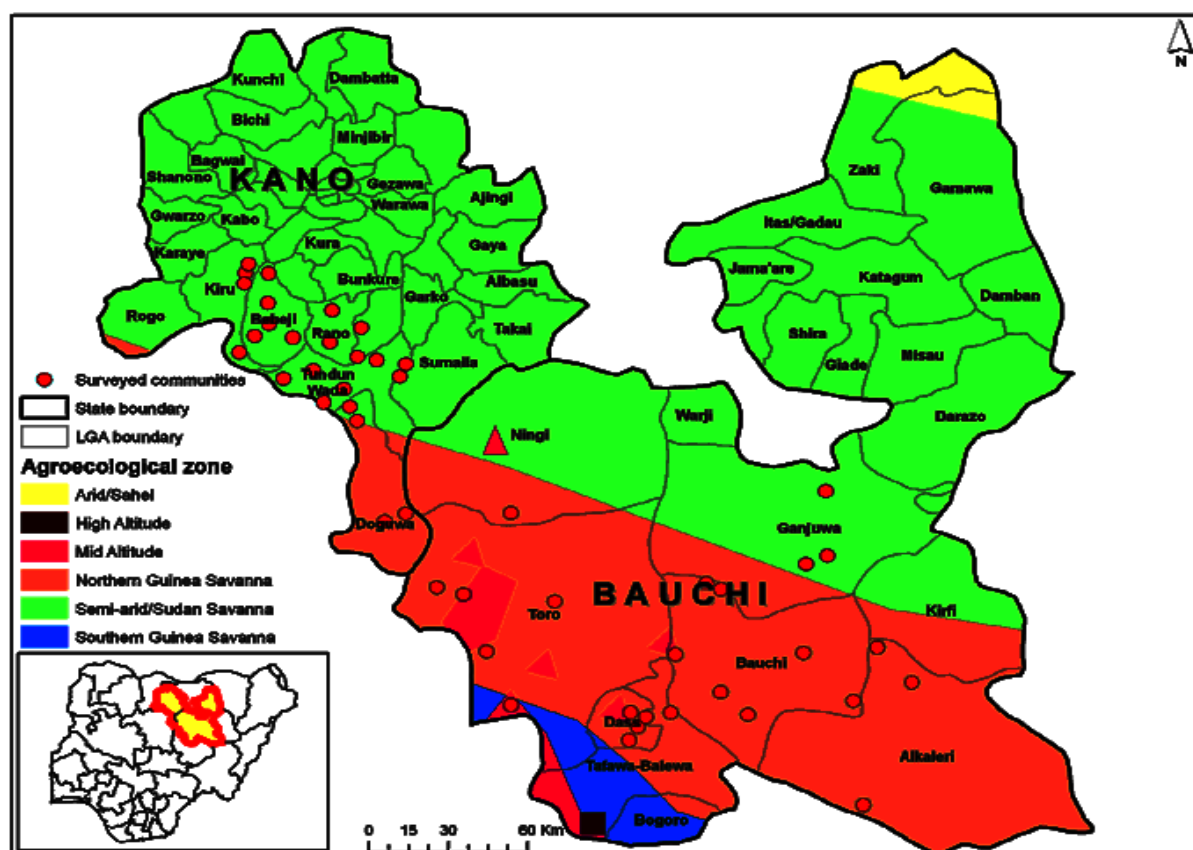 N
Kunchi
Dambatta
Bichi
Minjibir
Bagwai
Shanono
KANO
Gezawa
Warawa
Ajingi
Gwarzo
Kabo
Kura
Gaya
Karaye
Bunkure
Albasu
Kiru
Garko
Rogo
Bebeji
Rano
Takai
Sumaila
Tundun
Wada
Zaki
Gamawa
Itas/Gadau
Jama'are
Katagum
Damban
Shira
Giade
Misau
Darazo
Warji
Ningi
Ganjuwa
Doguwa
BAUCHI
Toro
Kirfi
Bauchi
Dass
Alkaleri
Tafawa-Balewa
Bogoro
Surveyed communities
State boundary
LGA boundary
Agroecological zone
Arid/Sahel
High Altitude
Mid Altitude
Northern Guinea Savanna
Semi-arid/Sudan Savanna
Southern Guinea Savanna
0 15 30 60 Km